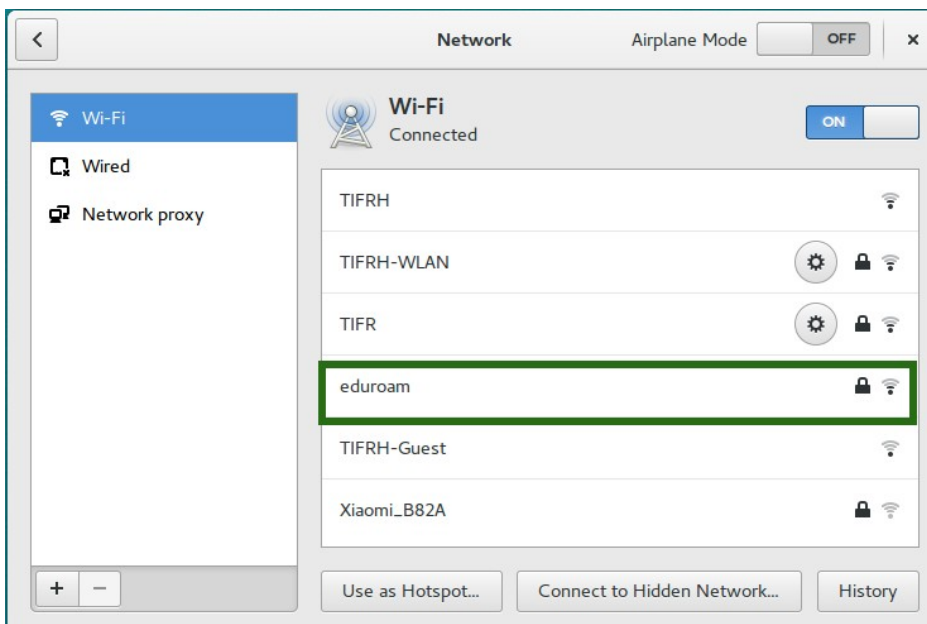 Network
Airplane Mode OFF
Wi-Fi
Wired
Network proxy
Wi-Fi
Connected
ON
TIFRH
TIFRH-WLAN
TIFR
eduroam
TIFRH-Guest
Xiaomi_B82A
Use as Hotspot...
Connect to Hidden Network...
History